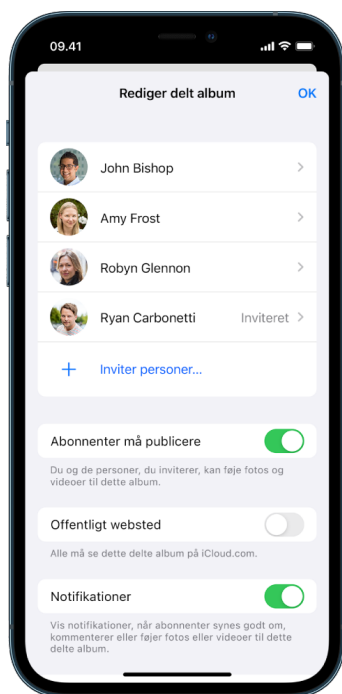 09.41
Rediger delt album
OK
John Bishop
Amy Frost
Robyn Glennon
Ryan Carbonetti Inviteret
Inviter personer...
Abonnenter må publicere
Du og de personer, du inviterer, kan føje fotos og
videoer til dette album.
Offentligt websted
Alle må se dette delte album på iCloud.com.
Notifikationer
Vis notifikationer, når abonnenter synes godt om,
kommenterer eller føjer fotos eller videoer til dette
delte album.